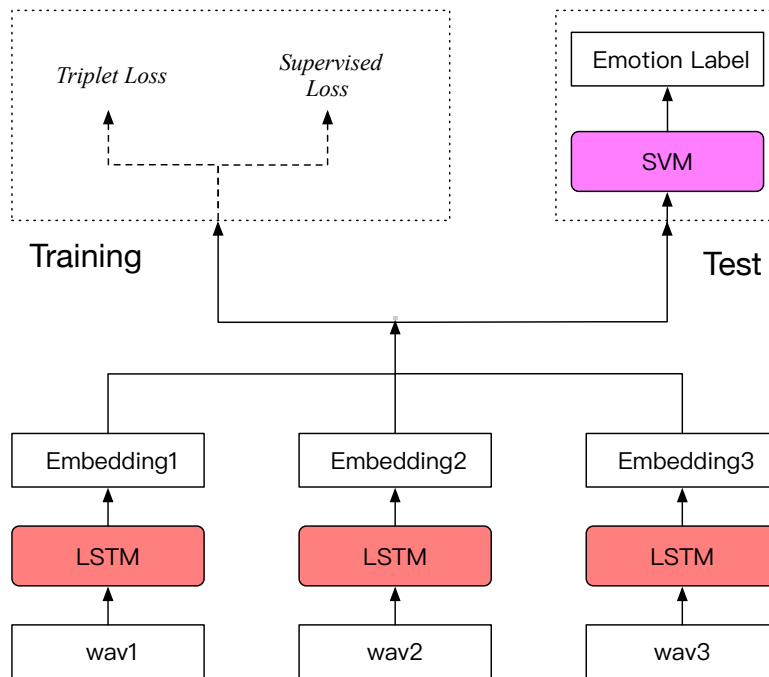 Triplet Loss
Supervised
Loss
Emotion Label
SVM
Training
Test
Embedding1
Embedding2
Embedding3
LSTM
LSTM
LSTM
wav1
wav2
wav3